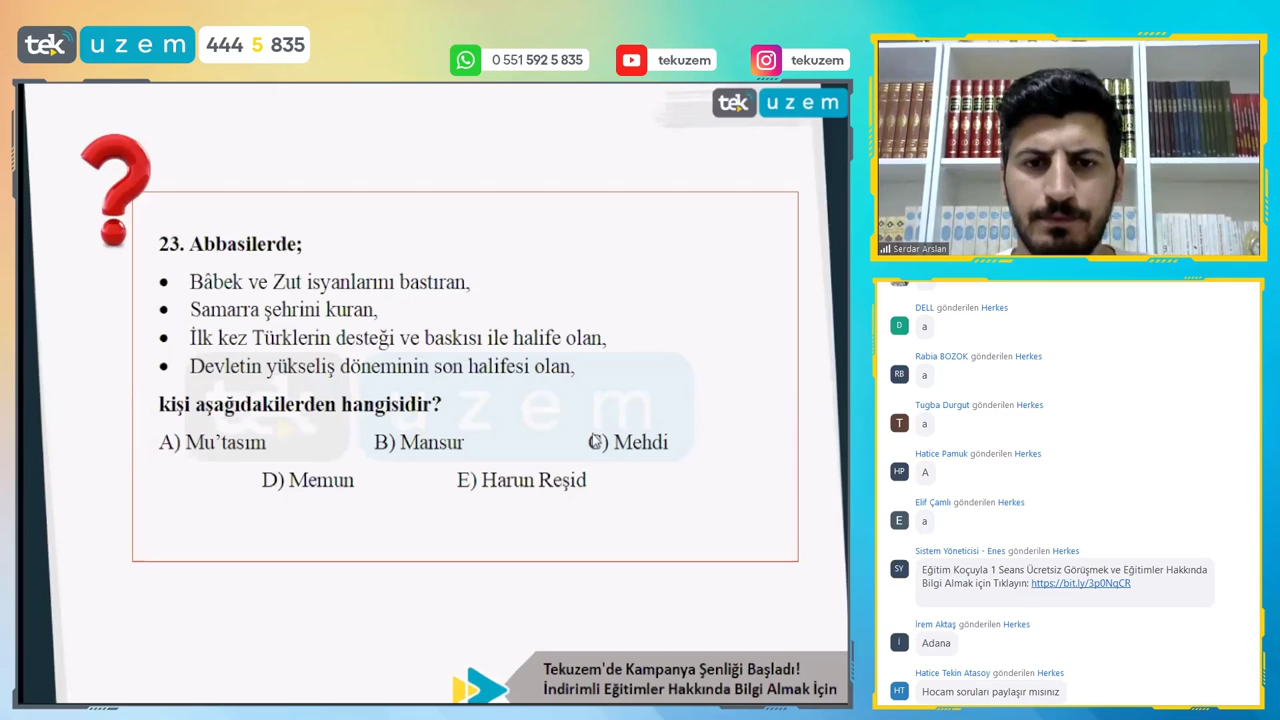 tek uzem 444 5 835
0 551 592 5 835
tekuzem
tekuzem
tek uzem
23. Abbasilerde;
• Bâbek ve Zut isyanlarını bastıran,
• Samarra şehrini kuran,
• İlk kez Türklerin desteği ve baskısı ile halife olan,
• Devletin yükseliş döneminin son halifesi olan,
kişi aşağıdakilerden hangisidir?
A) Mu’tasım B) Mansur C) Mehdi
D) Memun E) Harun Reşid
uzem
Tekuzem'de Kampanya Şenliği Başladı!
İndirimli Eğitimler Hakkında Bilgi Almak İçin
Serdar Arslan
DELL gönderilen Herkes
D
a
Rabia BOZOK gönderilen Herkes
RB
a
Tugba Durgut gönderilen Herkes
T
a
Hatice Pamuk gönderilen Herkes
HP
A
Elif Çamlı gönderilen Herkes
E
a
Sistem Yöneticisi - Enes gönderilen Herkes
SY
Eğitim Koçuyla 1 Seans Ücretsiz Görüşmek ve Eğitimler Hakkında
Bilgi Almak için Tıklayın: https://bit.ly/3p0NqCR
İrem Aktaş gönderilen Herkes
İ
Adana
Hatice Tekin Atasoy gönderilen Herkes
HT
Hocam soruları paylaşır mısınız